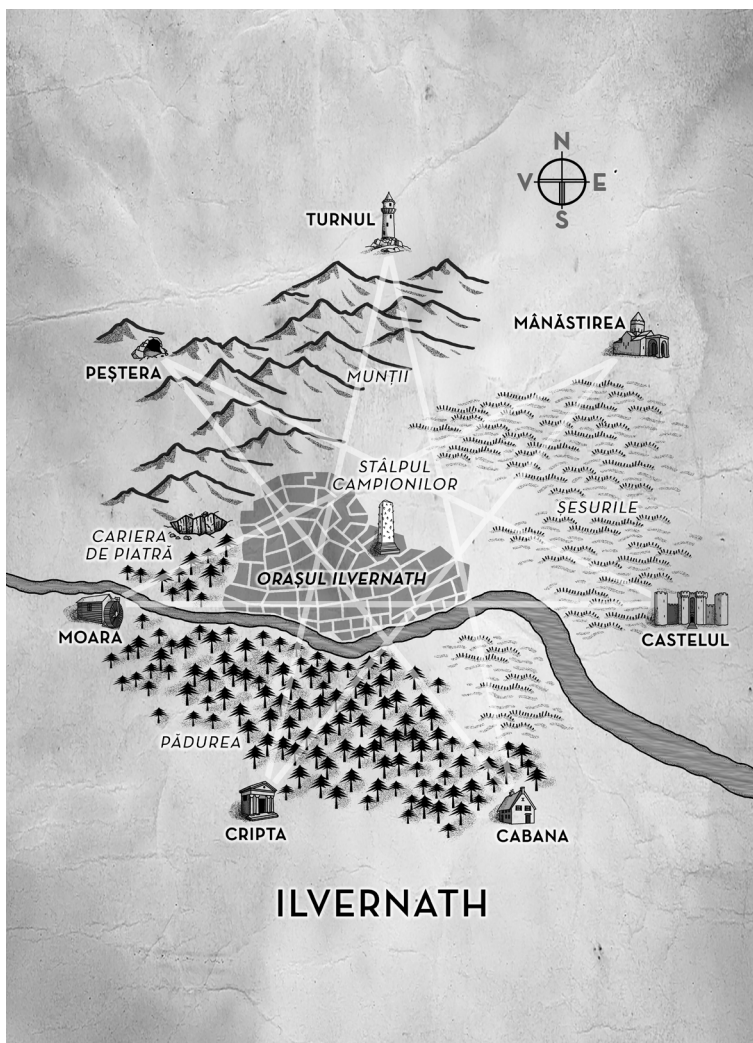 N
V E
S
TURNUL
MÂNĂSTIREA
PEȘTERA
MUNȚII
STÂLPUL
CAMPIONILOR
ȘESURILE
CARIERA
DE PIATRĂ
ORAȘUL ILVERNATH
MOARA
CASTELUL
PĂDUREA
CRIPTA
CABANA
ILVERNATH